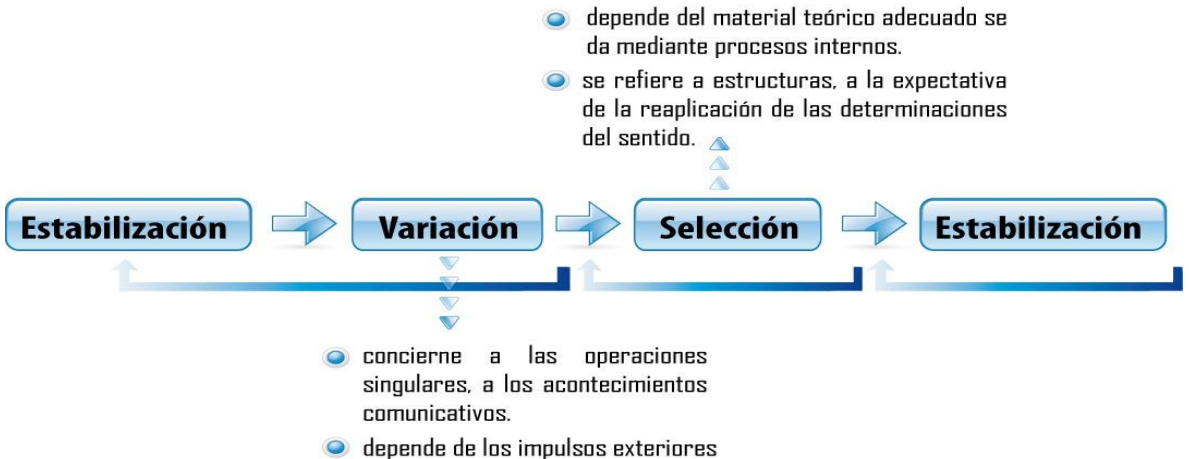 depende del material teórico adecuado se
da mediante procesos internos.
se refiere a estructuras, a la expectativa
de la reaplicación de las determinaciones
del sentido.
Estabilización
Variación
Selección
Estabilización
concierne a las operaciones
singulares, a los acontecimientos
comunicativos.
depende de los impulsos exteriores